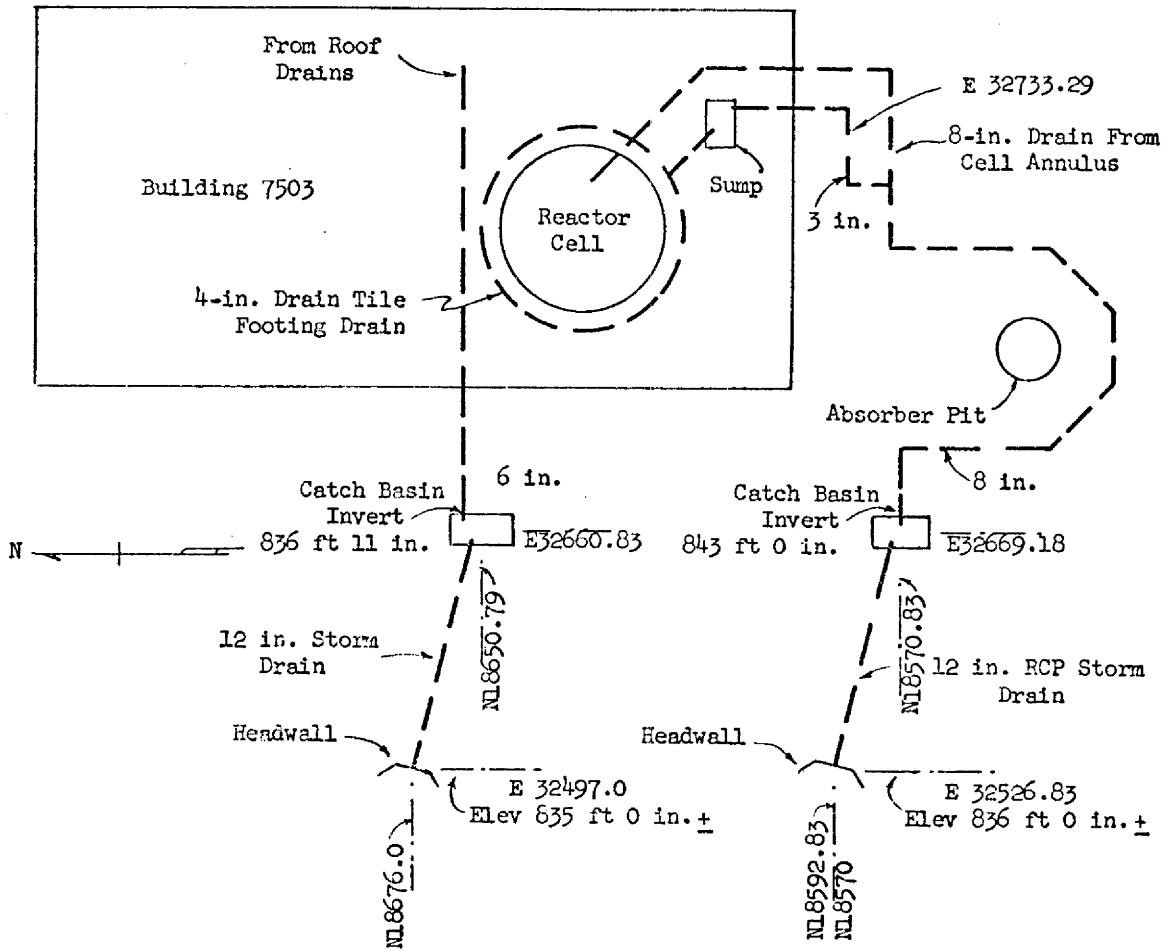 From Roof
Drains
E 32733.29
8-in. Drain From
Cell Annulus
Building 7503
Sump
3 in.
Reactor
Cell
4-in. Drain Tile
Footing Drain
Absorber Pit
6 in.
8 in.
Catch Basin
Invert
836 ft 11 in.
E32660.83
Catch Basin
Invert
843 ft 0 in.
E32669.18
N
N18650.79
N18570.83
12 in. Storm
Drain
12 in. RCP Storm
Drain
Headwall
Headwall
E 32497.0
Elev 835 ft 0 in. ±
E 32526.83
Elev 836 ft 0 in. ±
N18676.0
N18592.83
N18570